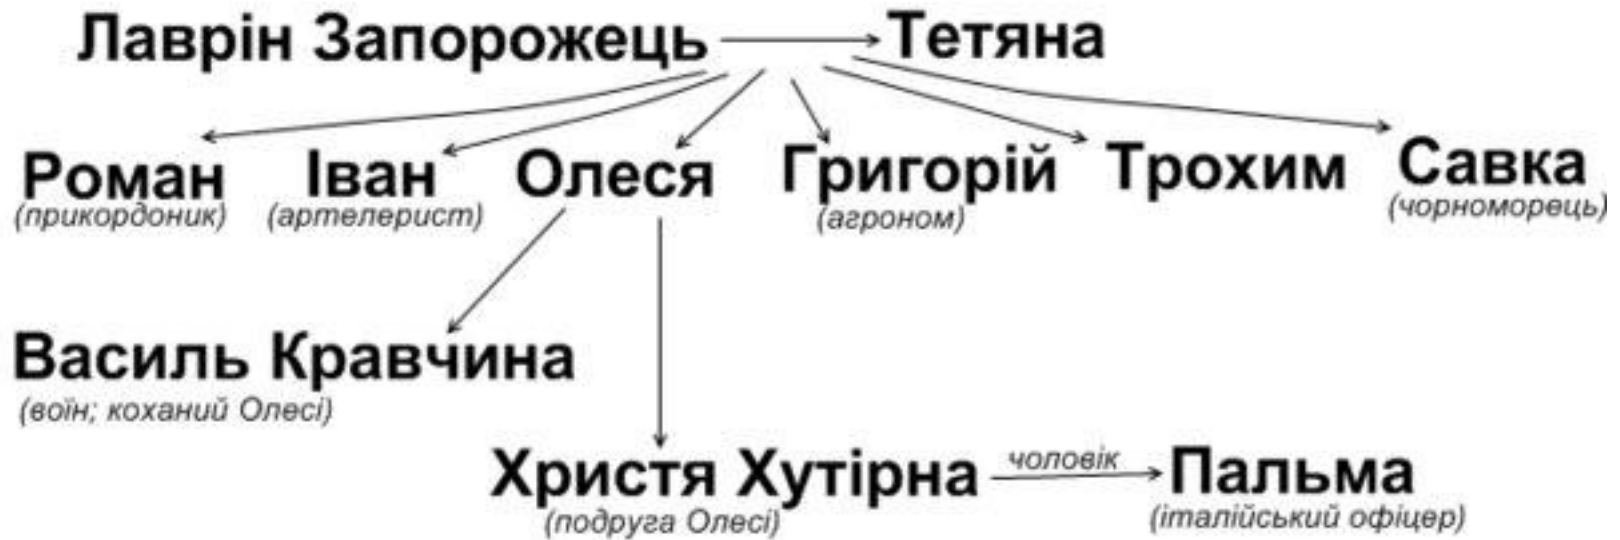 Лаврін Запорожець Тетяна
Роман Іван Олеся Григорій Трохим Савка
(прикордоник) (артелерист) (агроном) (чорноморець)
Василь Кравчина
(воїн; коханий Олесі)
Христя Хутірна чоловік Пальма
(подруга Олесі) (італійський офіцер)